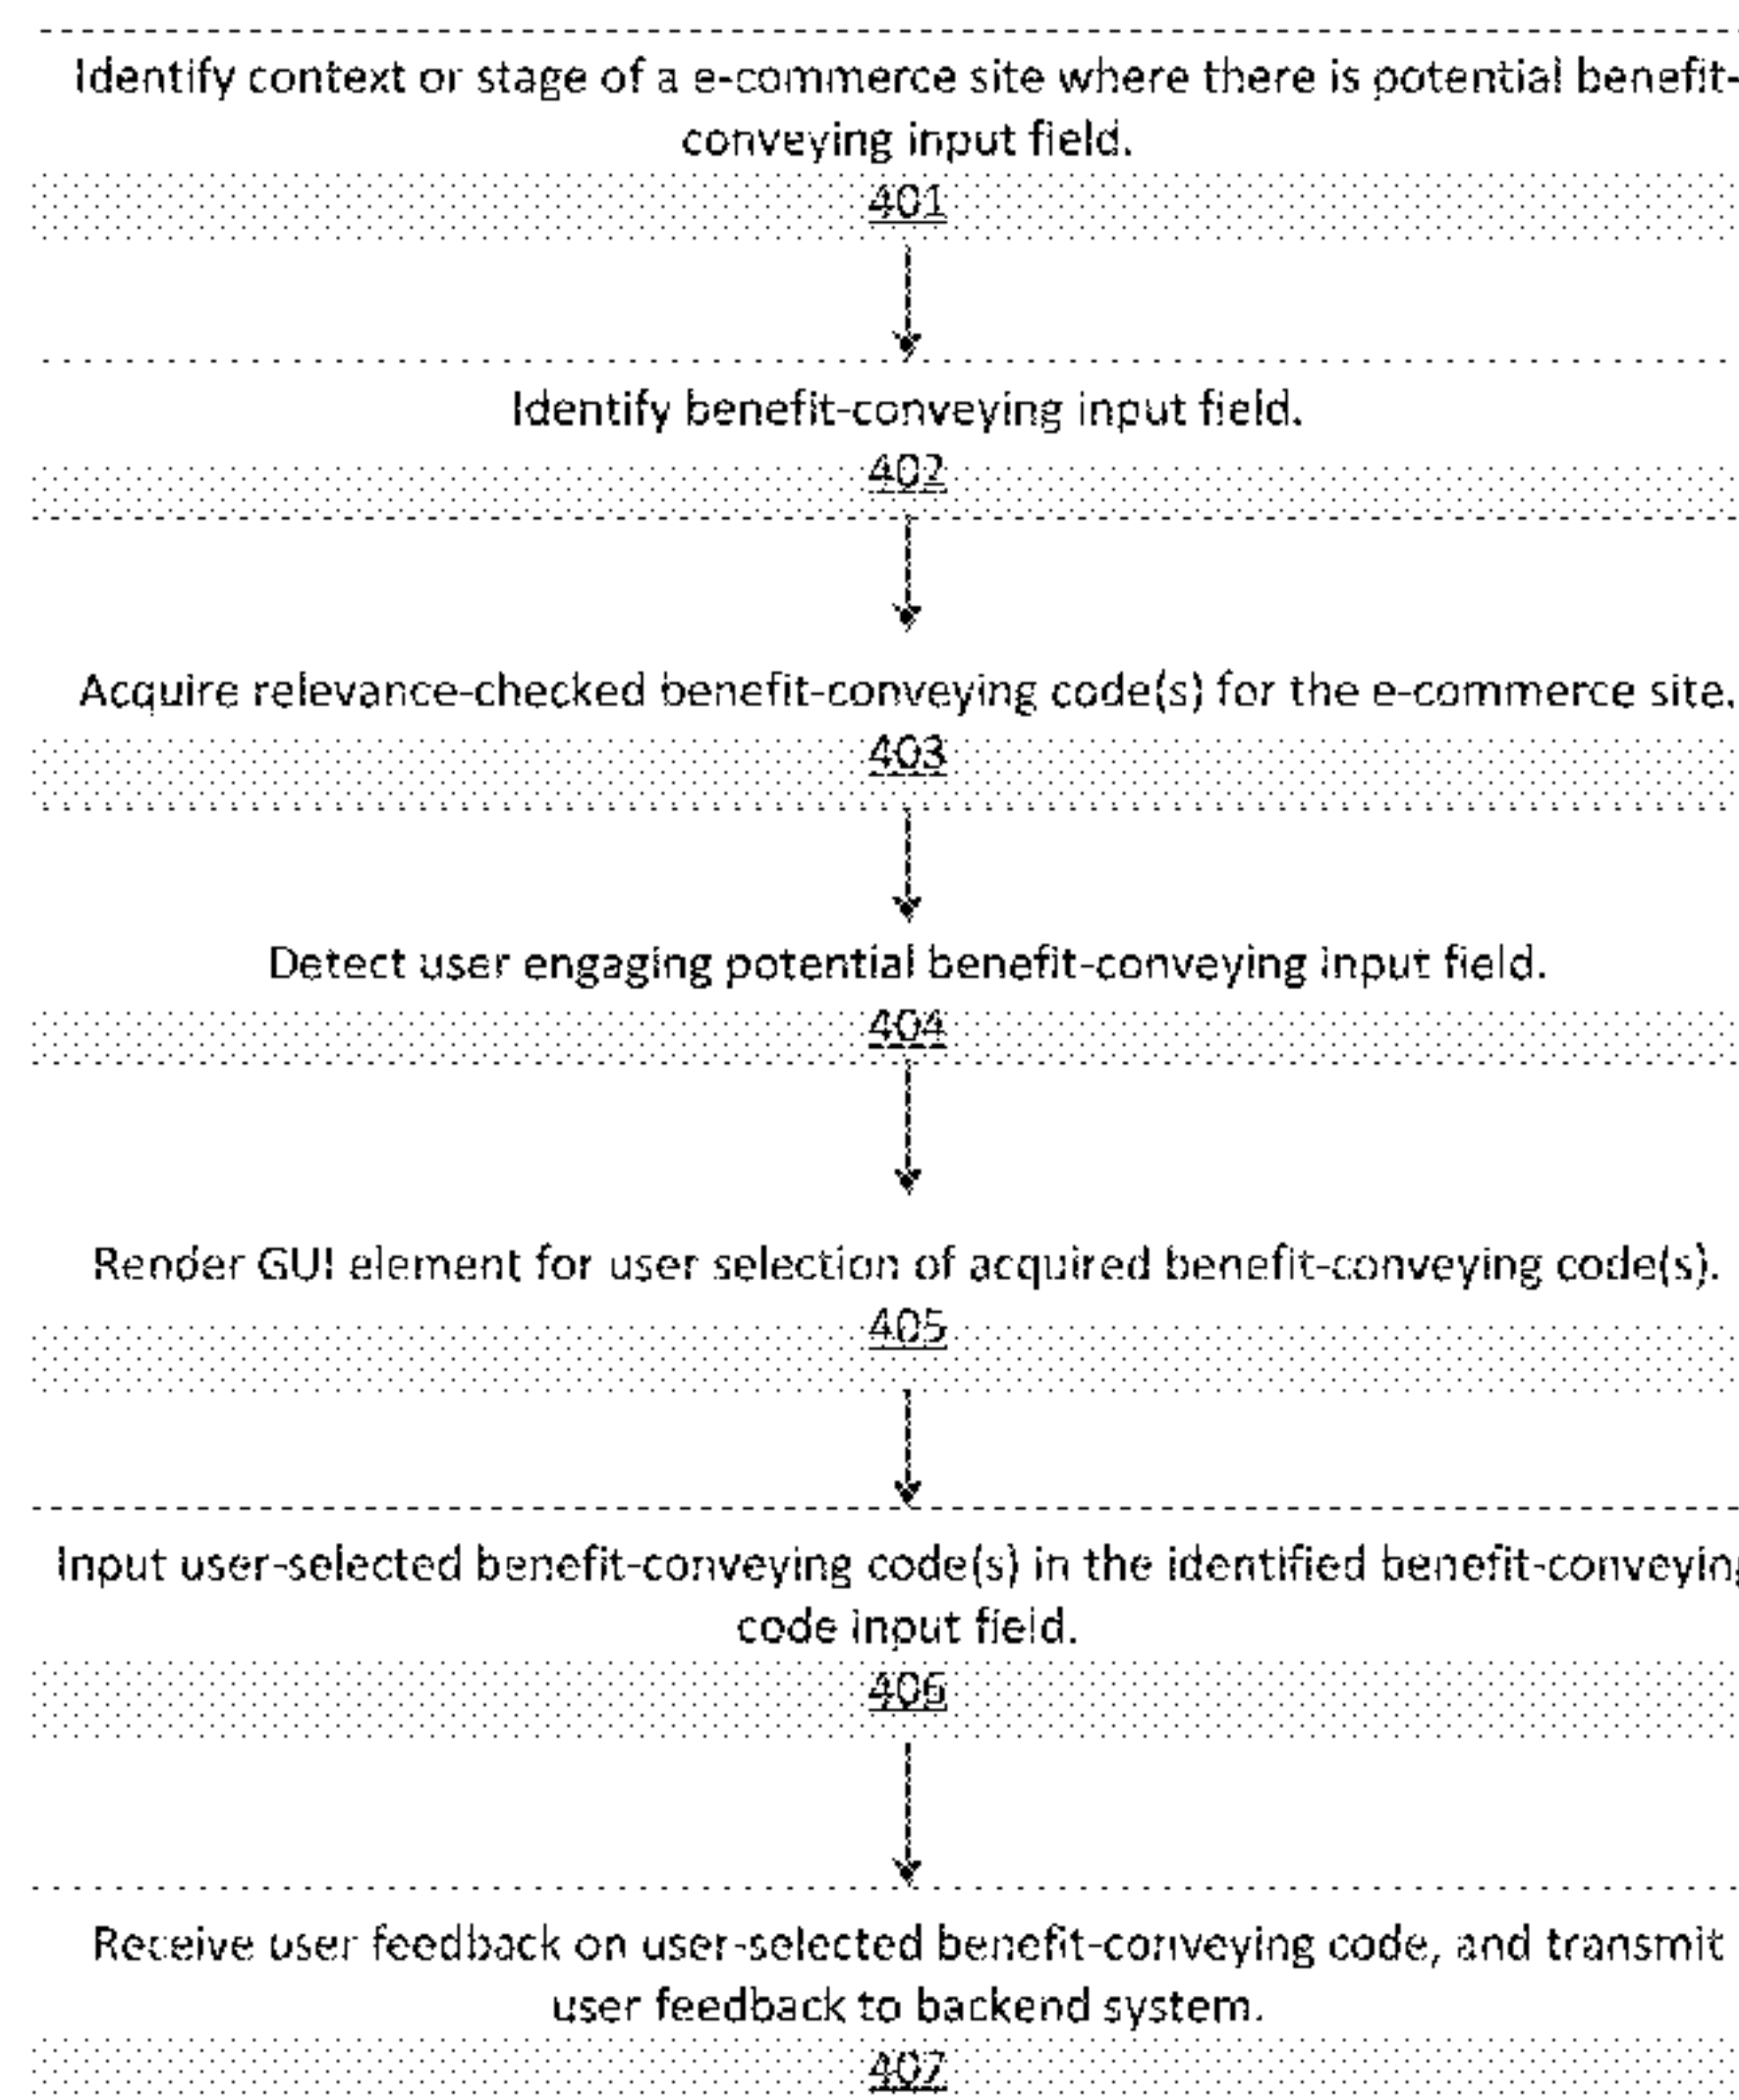 Identify context or stage of a e-commerce site where there is potential benefit-
conveying input field.
401
Identify benefit-conveying input field.
402
Acquire relevance-checked benefit-conveying code(s) for the e-commerce site.
403
Detect user engaging potential benefit-conveying input field.
404
Render GUI element for user selection of acquired benefit-conveying code(s).
405
Input user-selected benefit-conveying code(s) in the identified benefit-conveying
code input field.
406
Receive user feedback on user-selected benefit-conveying code, and transmit
user feedback to backend system.
407